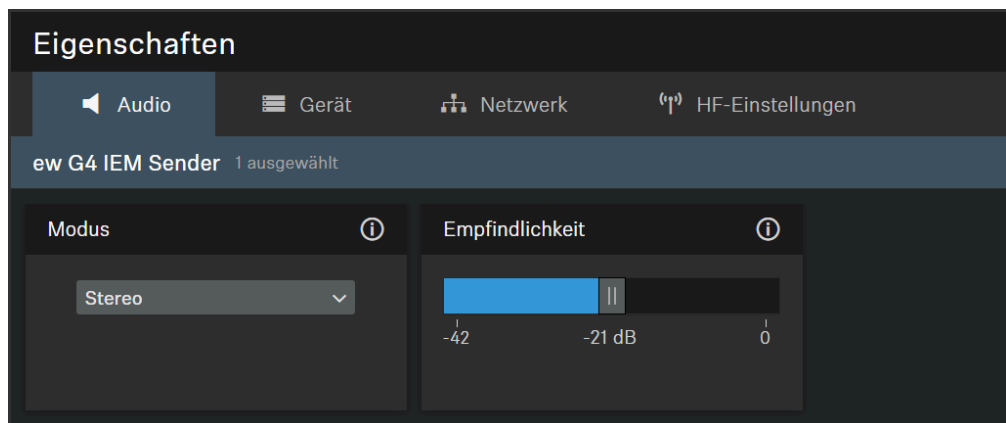 Eigenschaften
Audio Gerät Netzwerk HF-Einstellungen
ew G4 IEM Sender 1 ausgewählt
Modus Empfindlichkeit
Stereo
-42 -21 dB 0